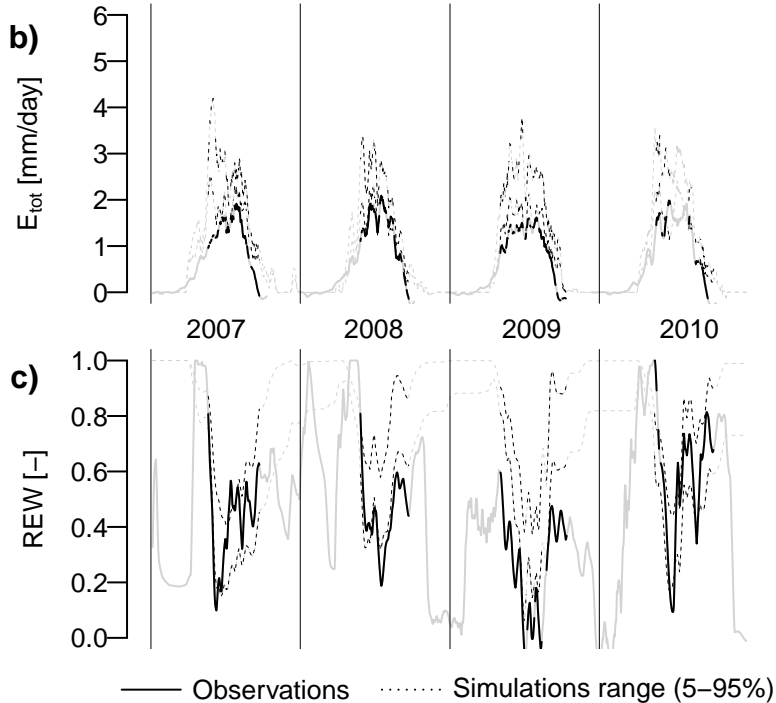 b)
E_tot [mm/day]
6
5
4
3
2
1
0
2007 2008 2009 2010
c)
REW [–]
1.0
0.8
0.6
0.4
0.2
0.0
Observations Simulations range (5–95%)